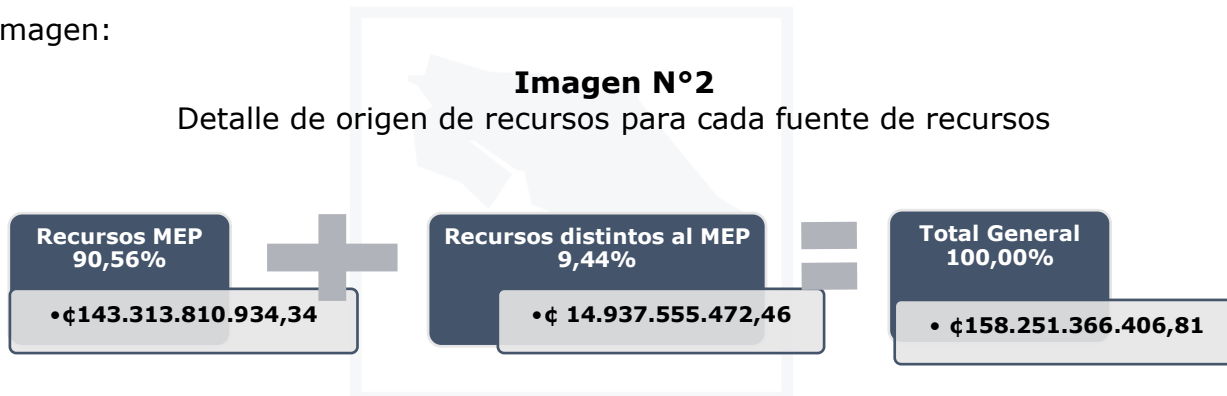 magen:
Imagen N°2
Detalle de origen de recursos para cada fuente de recursos
Recursos MEP
90,56%
•¢143.313.810.934,34
Recursos distintos al MEP
9,44%
•¢ 14.937.555.472,46
Total General
100,00%
• ¢158.251.366.406,81